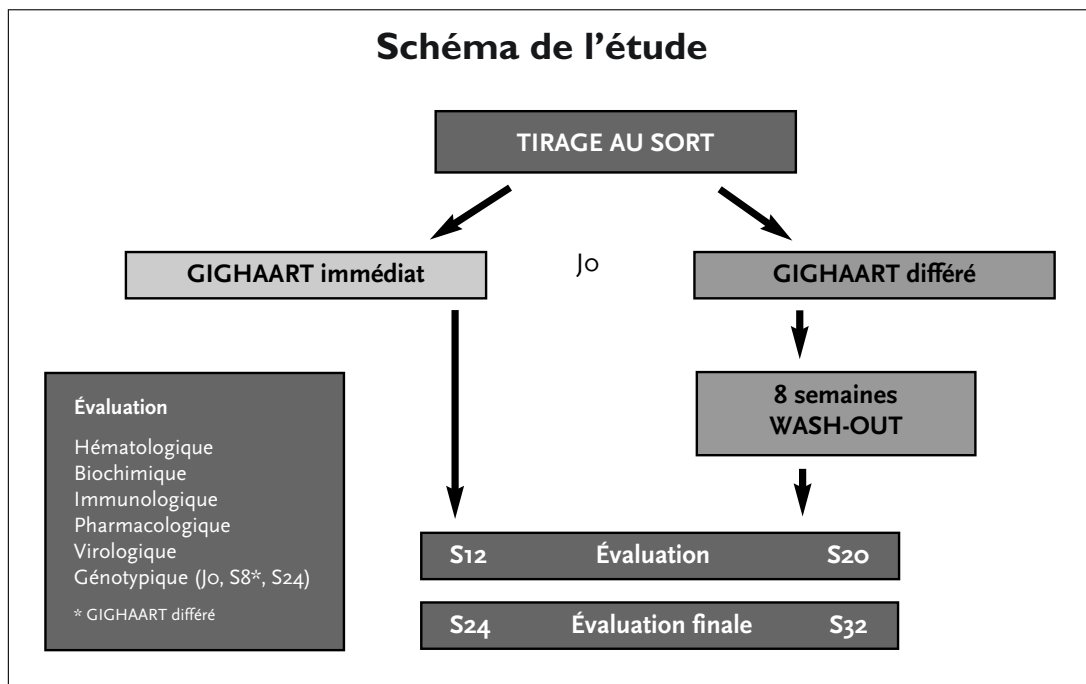 Schéma de l’étude
TIRAGE AU SORT
GIGHAART immédiat
J0
GIGHAART différé
8 semaines
WASH-OUT
Évaluation
Hématologique
Biochimique
Immunologique
Pharmacologique
Virologique
Génotypique (J0, S8*, S24)
* GIGHAART différé
S12 Évaluation S20
S24 Évaluation finale S32